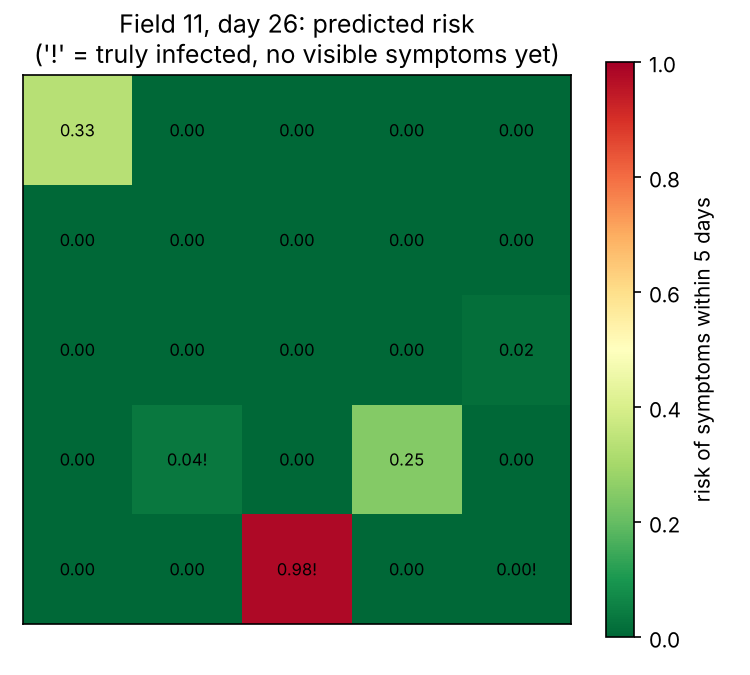 Field 11, day 26: predicted risk
('!' = truly infected, no visible symptoms yet)
0.33 0.00 0.00 0.00 0.00
0.00 0.00 0.00 0.00 0.00
0.00 0.00 0.00 0.00 0.02
0.00 0.04! 0.00 0.25 0.00
0.00 0.00 0.98! 0.00 0.00!
1.0
0.8
0.6
0.4
0.2
0.0
risk of symptoms within 5 days